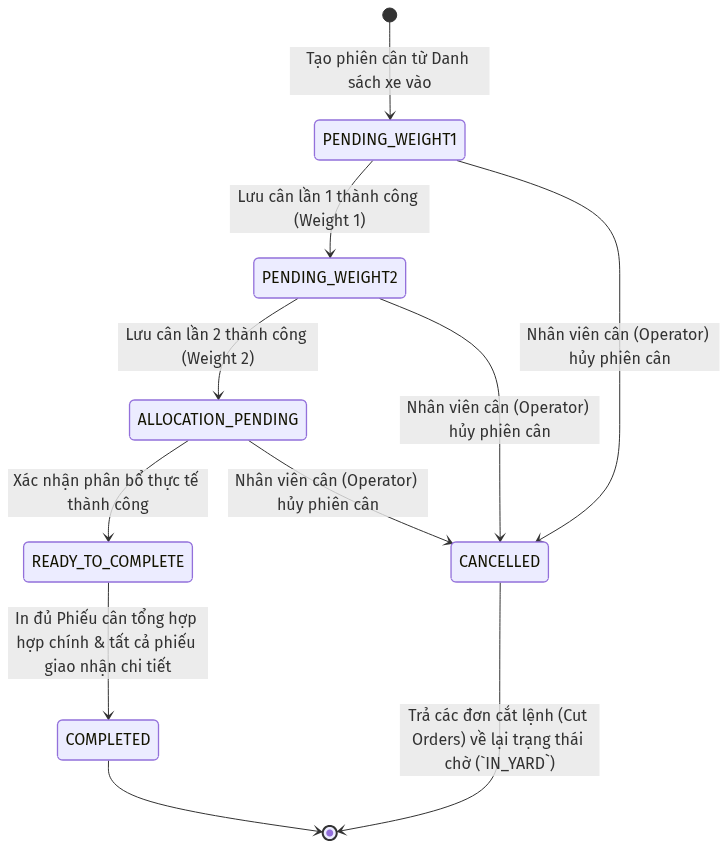 Tạo phiên cân từ Danh
sách xe vào
PENDING_WEIGHT1
Lưu cân lần 1 thành công
(Weight 1)
PENDING_WEIGHT2
Nhân viên cân (Operator)
hủy phiên cân
Lưu cân lần 2 thành công
(Weight 2)
Nhân viên cân (Operator)
hủy phiên cân
ALLOCATION_PENDING
Xác nhận phân bổ thực tế
thành công
Nhân viên cân (Operator)
hủy phiên cân
READY_TO_COMPLETE
CANCELLED
In đủ Phiếu cân tổng hợp
hợp chính & tất cả phiếu
giao nhận chi tiết
Trả các đơn cắt lệnh (Cut
Orders) về lại trạng thái
chờ (`IN_YARD`)
COMPLETED